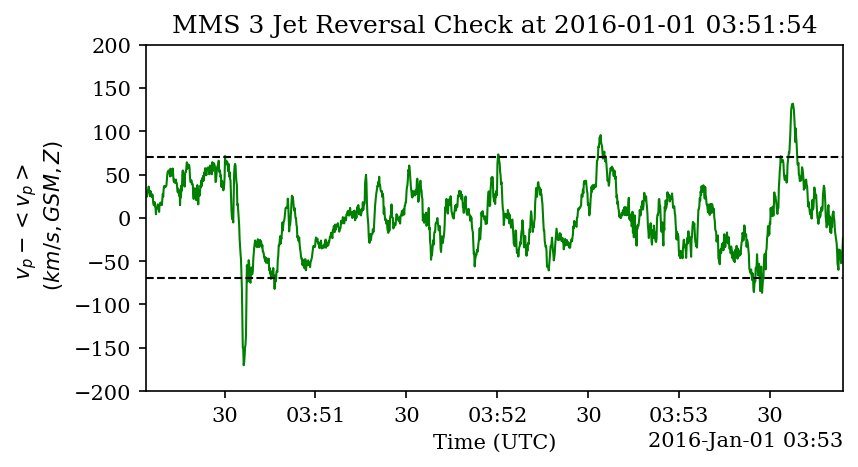 MMS 3 Jet Reversal Check at 2016-01-01 03:51:54
200
150
100
50
0
−50
−100
−150
−200
v_p − < v_p >
(km/s, GSM, Z)
30 03:51 30 03:52 30 03:53 30
Time (UTC)
2016-Jan-01 03:53